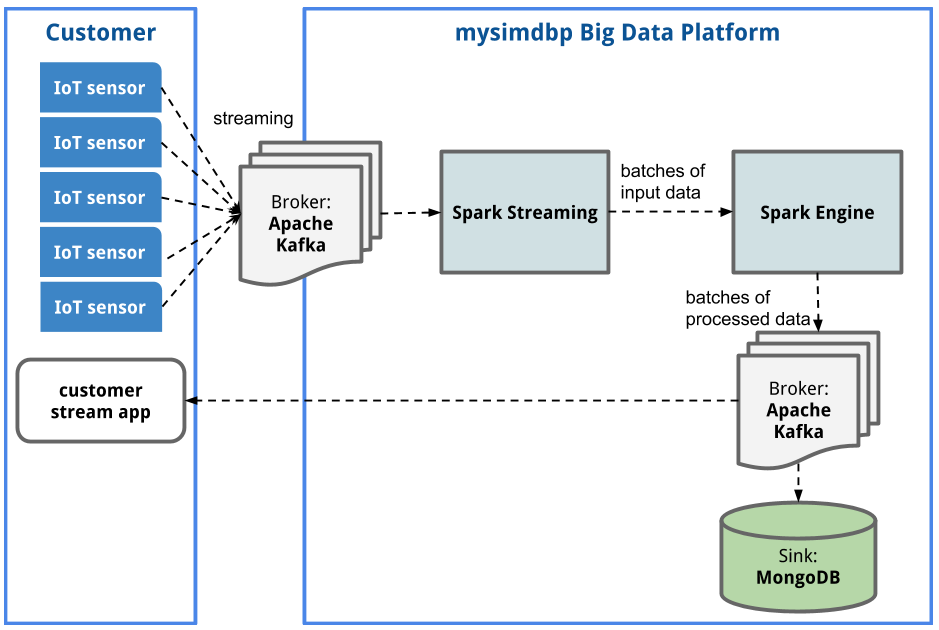 Customer
mysimdbp Big Data Platform
IoT sensor
IoT sensor
IoT sensor
IoT sensor
IoT sensor
streaming
Broker:
Apache
Kafka
Spark Streaming
batches of
input data
Spark Engine
batches of
processed data
customer
stream app
Broker:
Apache
Kafka
Sink:
MongoDB